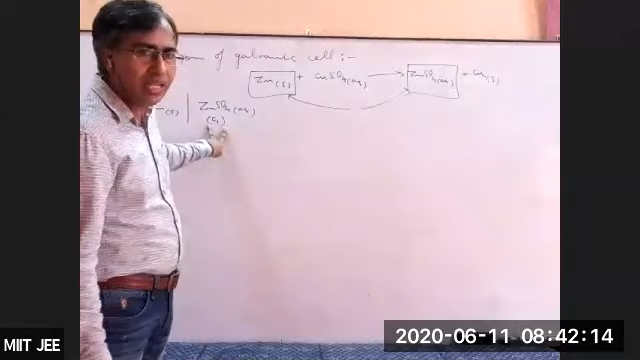 of galvanic cell :-
Zn(s) + CuSO4(aq) → ZnSO4(aq) + Cu(s)
(s) | ZnSO4(aq)
(C1)
MIIT JEE
2020-06-11 08:42:14